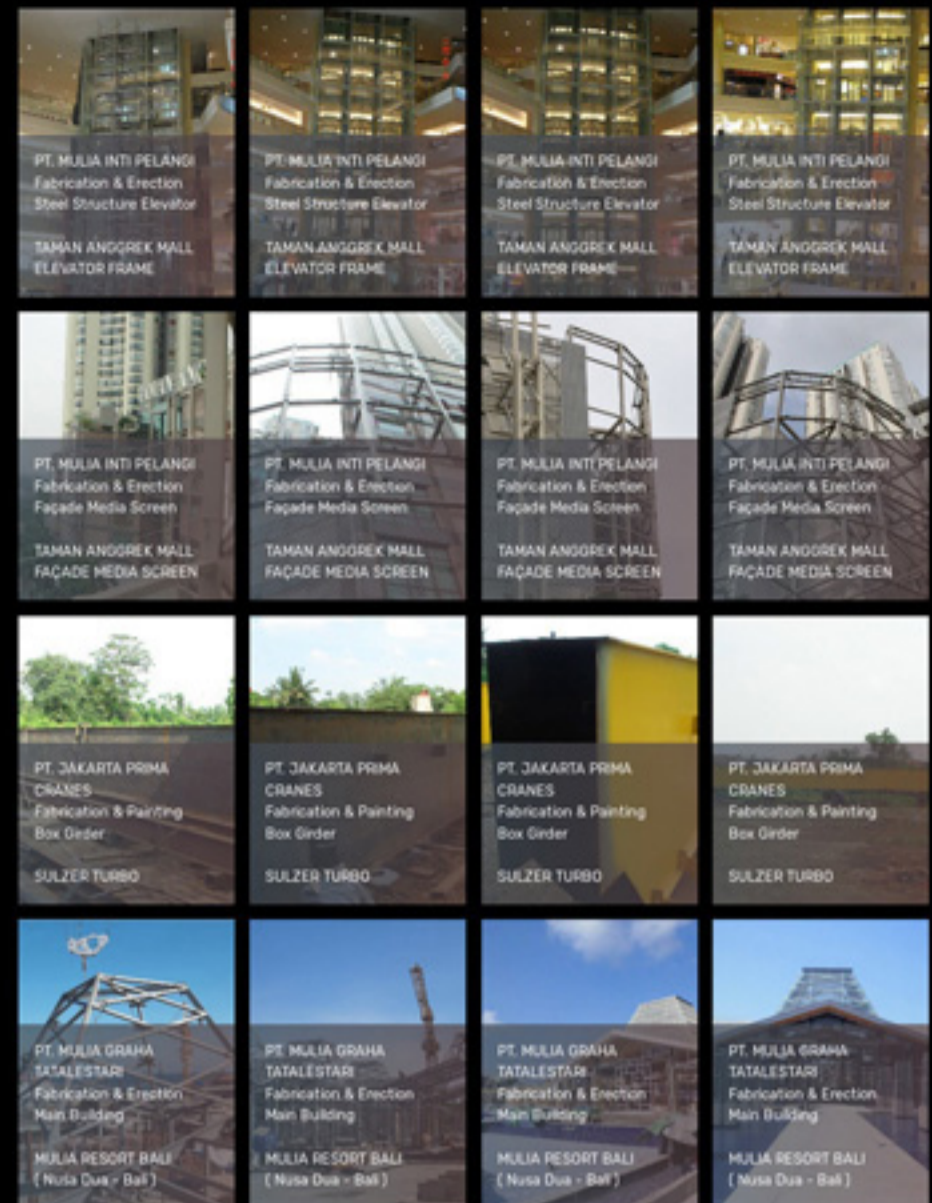 PT. MULIA INTI PELANGI
Fabrication & Erection
Steel Structure Elevator
TAMAN ANGGREK MALL
ELEVATOR FRAME
PT. MULIA INTI PELANGI
Fabrication & Erection
Steel Structure Elevator
TAMAN ANGGREK MALL
ELEVATOR FRAME
PT. MULIA INTI PELANGI
Fabrication & Erection
Steel Structure Elevator
TAMAN ANGGREK MALL
ELEVATOR FRAME
PT. MULIA INTI PELANGI
Fabrication & Erection
Steel Structure Elevator
TAMAN ANGGREK MALL
ELEVATOR FRAME
PT. MULIA INTI PELANGI
Fabrication & Erection
Façade Media Screen
TAMAN ANGGREK MALL
FAÇADE MEDIA SCREEN
PT. MULIA INTI PELANGI
Fabrication & Erection
Façade Media Screen
TAMAN ANGGREK MALL
FAÇADE MEDIA SCREEN
PT. MULIA INTI PELANGI
Fabrication & Erection
Façade Media Screen
TAMAN ANGGREK MALL
FAÇADE MEDIA SCREEN
PT. MULIA INTI PELANGI
Fabrication & Erection
Façade Media Screen
TAMAN ANGGREK MALL
FAÇADE MEDIA SCREEN
PT. JAKARTA PRIMA
CRANES
Fabrication & Painting
Box Girder
SULZER TURBO
PT. JAKARTA PRIMA
CRANES
Fabrication & Painting
Box Girder
SULZER TURBO
PT. JAKARTA PRIMA
CRANES
Fabrication & Painting
Box Girder
SULZER TURBO
PT. JAKARTA PRIMA
CRANES
Fabrication & Painting
Box Girder
SULZER TURBO
PT. MULIA GRAHA
TATALESTARI
Fabrication & Erection
Main Building
MULIA RESORT BALI
( Nusa Dua - Bali )
PT. MULIA GRAHA
TATALESTARI
Fabrication & Erection
Main Building
MULIA RESORT BALI
( Nusa Dua - Bali )
PT. MULIA GRAHA
TATALESTARI
Fabrication & Erection
Main Building
MULIA RESORT BALI
( Nusa Dua - Bali )
PT. MULIA GRAHA
TATALESTARI
Fabrication & Erection
Main Building
MULIA RESORT BALI
( Nusa Dua - Bali )